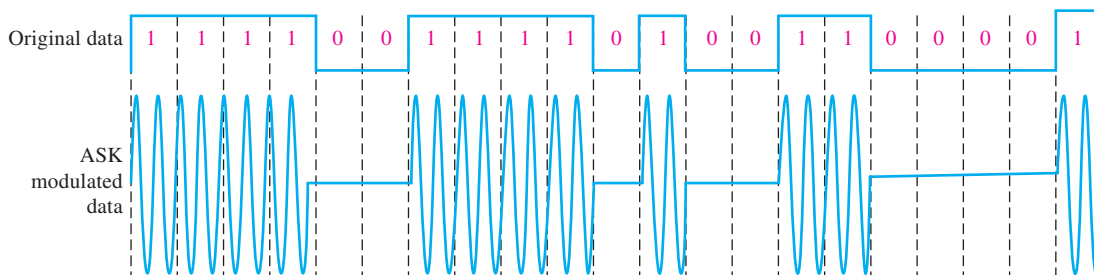 Original data 1 1 1 1 0 0 1 1 1 1 0 1 0 0 1 1 0 0 0 0 1
ASK
modulated
data